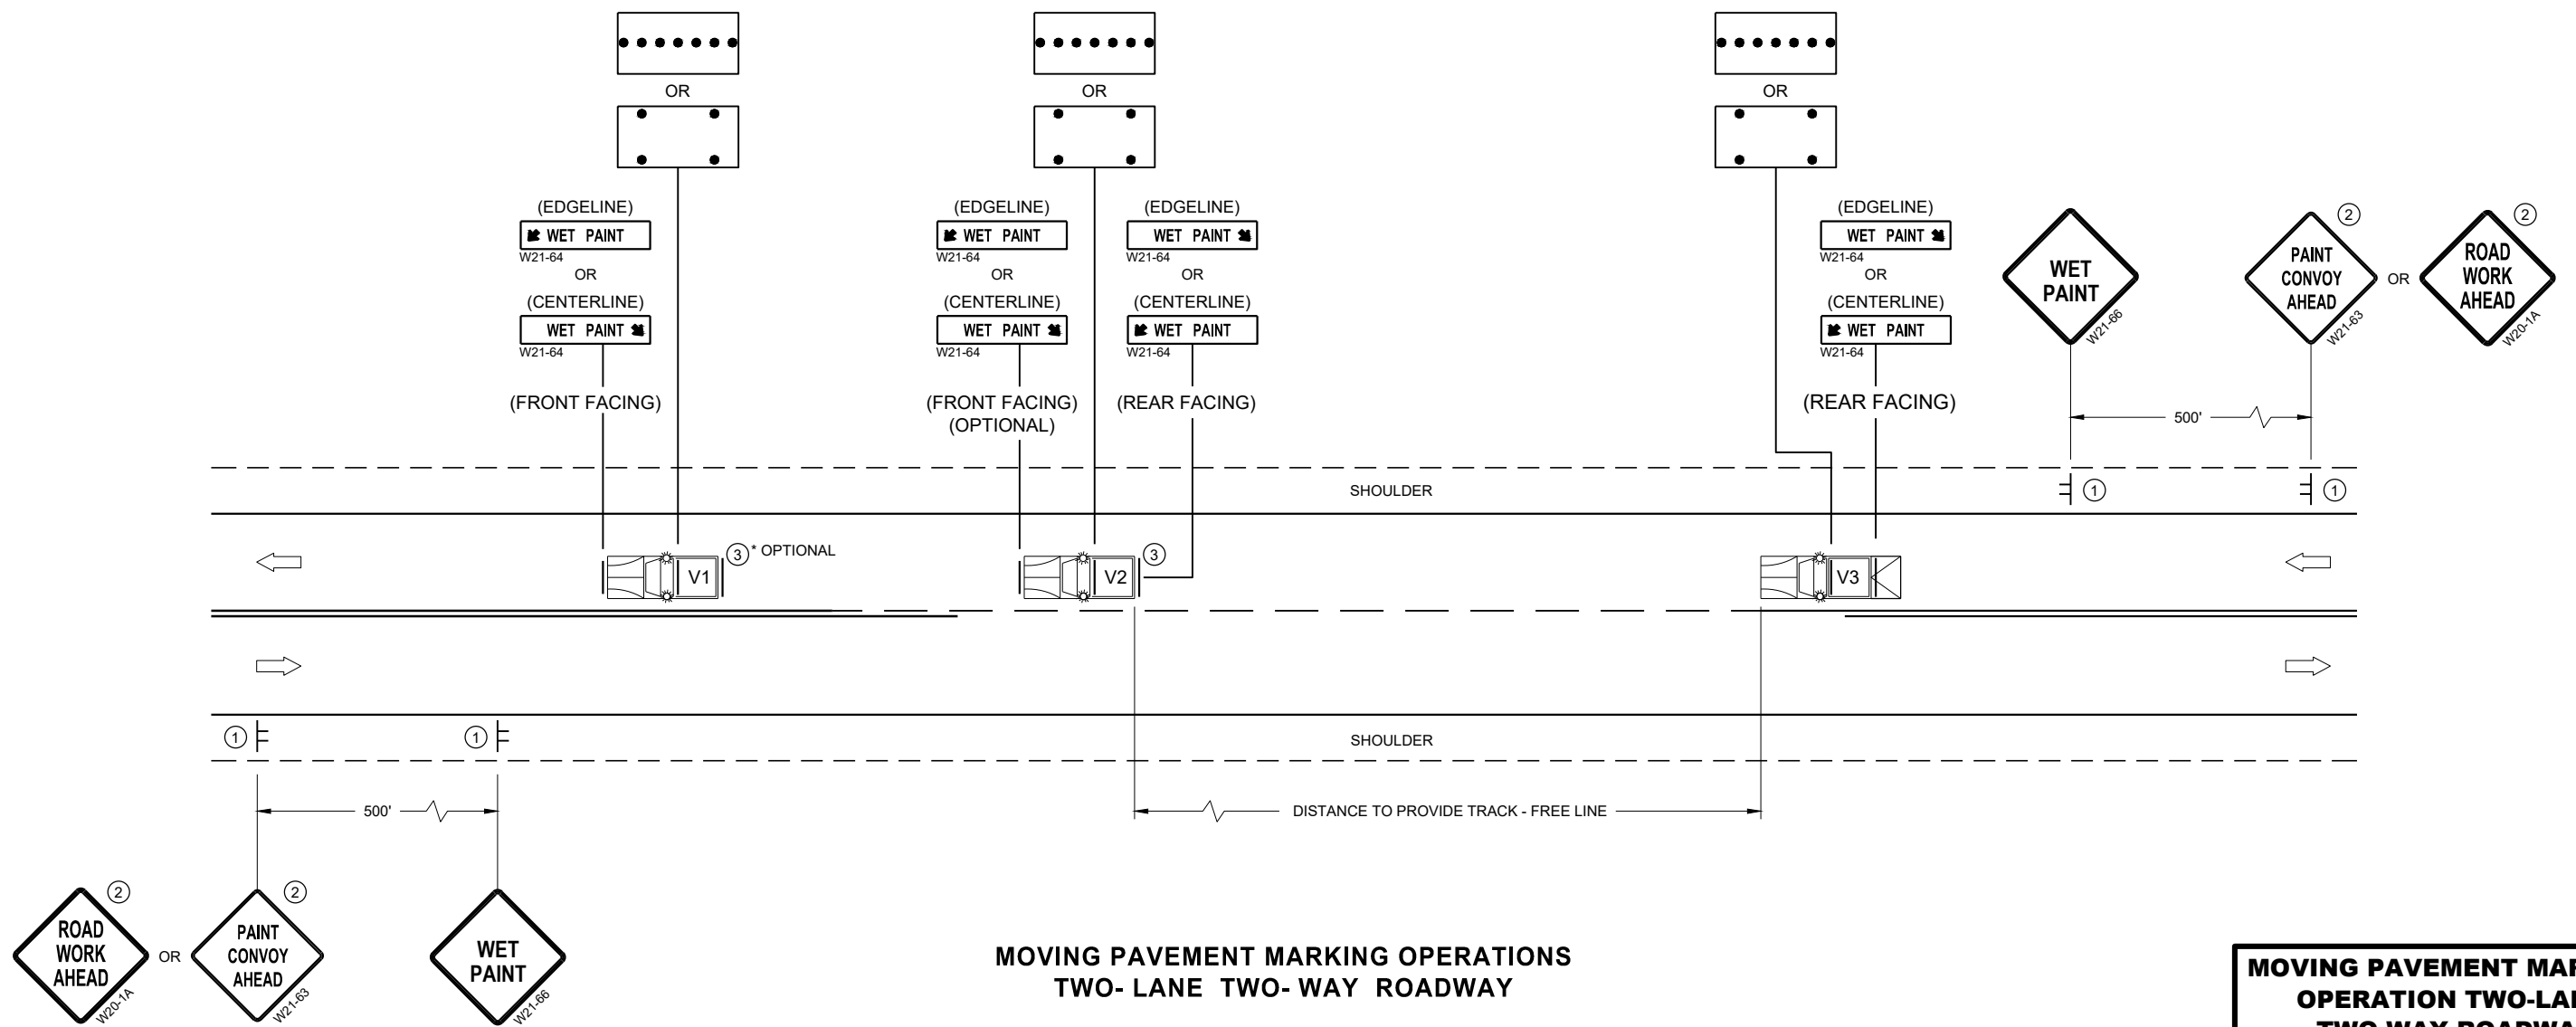 OR
OR
OR
(EDGELINE)
WET PAINT
W21-64
OR
(CENTERLINE)
WET PAINT
W21-64
(FRONT FACING)
(EDGELINE)
WET PAINT
W21-64
OR
(CENTERLINE)
WET PAINT
W21-64
(FRONT FACING)
(OPTIONAL)
(EDGELINE)
WET PAINT
W21-64
OR
(CENTERLINE)
WET PAINT
W21-64
(REAR FACING)
(EDGELINE)
WET PAINT
W21-64
OR
(CENTERLINE)
WET PAINT
W21-64
(REAR FACING)
WET
PAINT
W21-66
2
PAINT
CONVOY
AHEAD
W21-63
OR
2
ROAD
WORK
AHEAD
W20-1A
500'
SHOULDER
1
1
V1
3 * OPTIONAL
V2
3
V3
1
1
SHOULDER
500'
DISTANCE TO PROVIDE TRACK - FREE LINE
2
ROAD
WORK
AHEAD
W20-1A
OR
2
PAINT
CONVOY
AHEAD
W21-63
WET
PAINT
W21-66
MOVING PAVEMENT MARKING OPERATIONS
TWO- LANE TWO- WAY ROADWAY
MOVING PAVEMENT
OPERATION
TWO-WAY